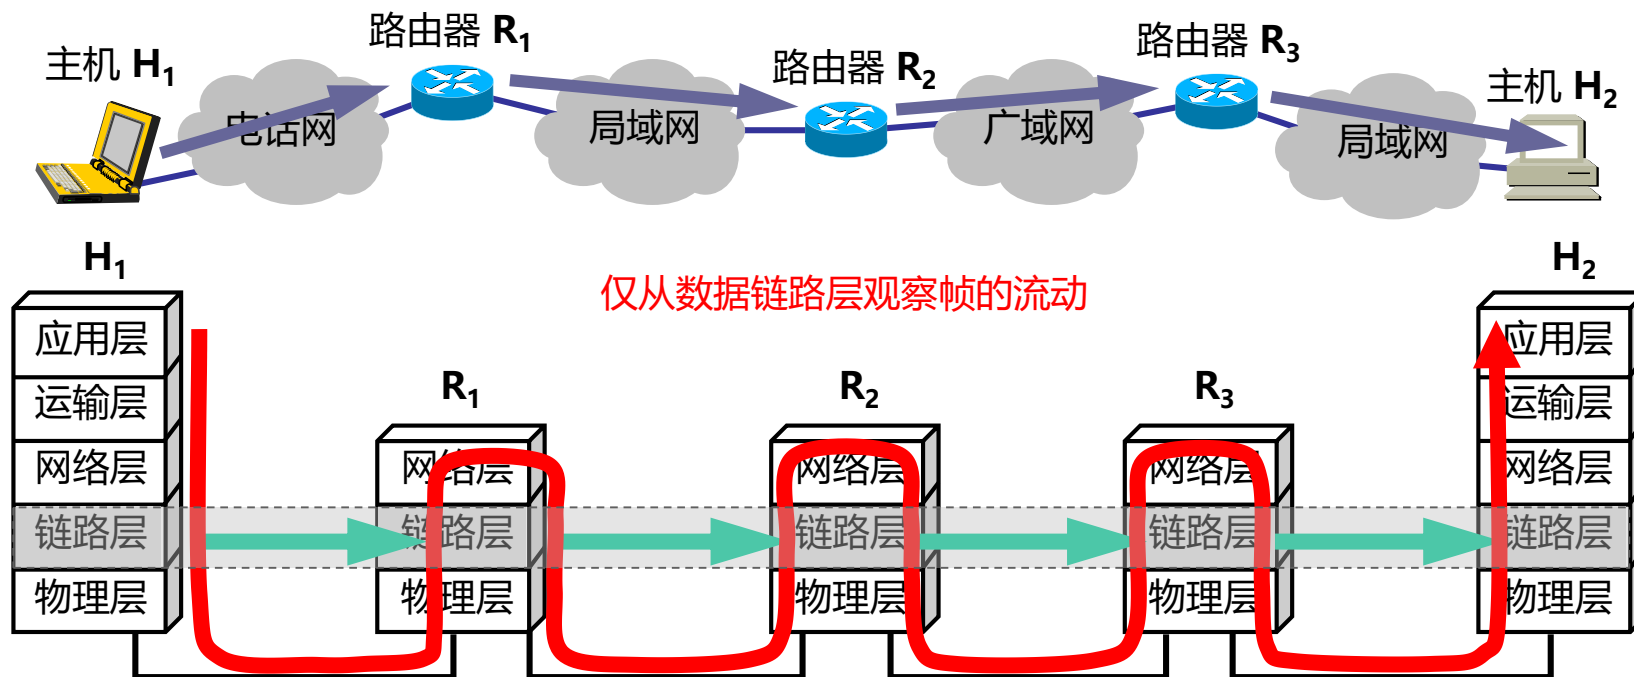 主机 H₁
路由器 R₁
路由器 R₂
路由器 R₃
主机 H₂
电话网
局域网
广域网
局域网
H₁
H₂
仅从数据链路层观察帧的流动
R₁
R₂
R₃
应用层
运输层
网络层
链路层
物理层
网络层
链路层
物理层
网络层
链路层
物理层
网络层
链路层
物理层
应用层
运输层
网络层
链路层
物理层